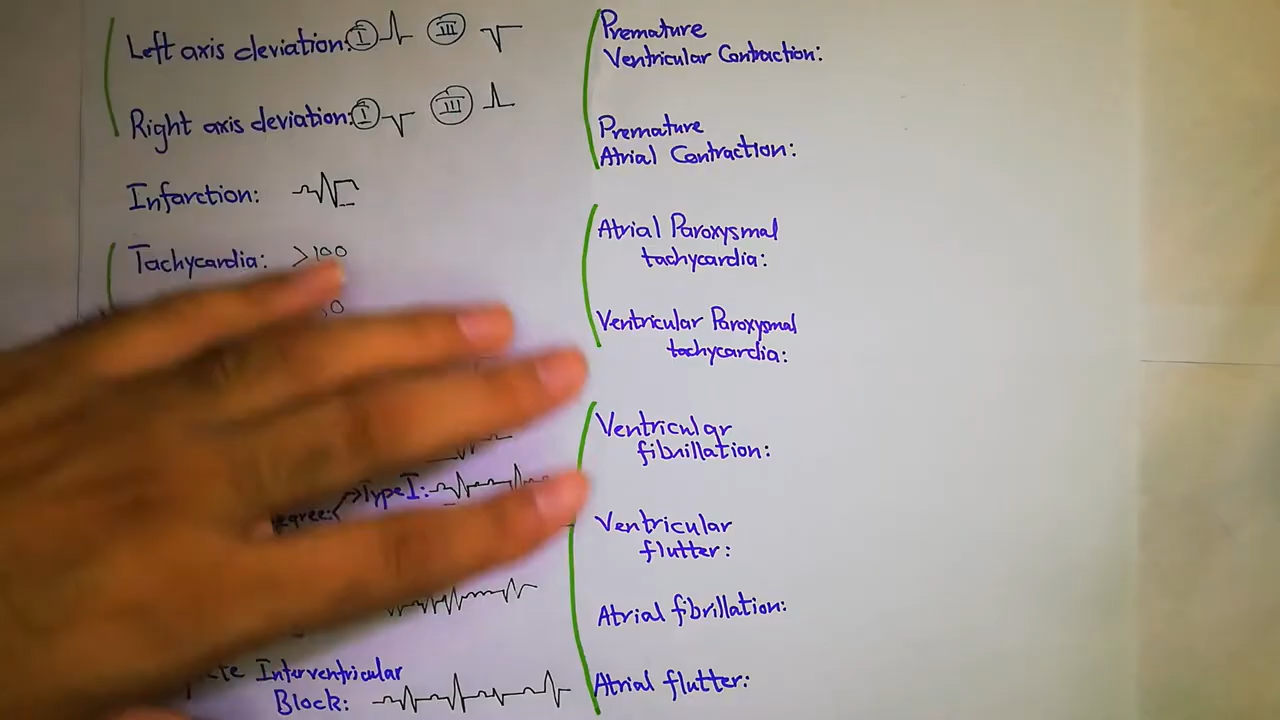 Left axis deviation: I III
Right axis deviation: I III
Infarction:
Tachycardia: >100
Type I:
Interventricular
Block:
Premature
Ventricular Contraction:
Premature
Atrial Contraction:
Atrial Paroxysmal
tachycardia:
Ventricular Paroxysmal
tachycardia:
Ventricular
fibrillation:
Ventricular
flutter:
Atrial fibrillation:
Atrial flutter: